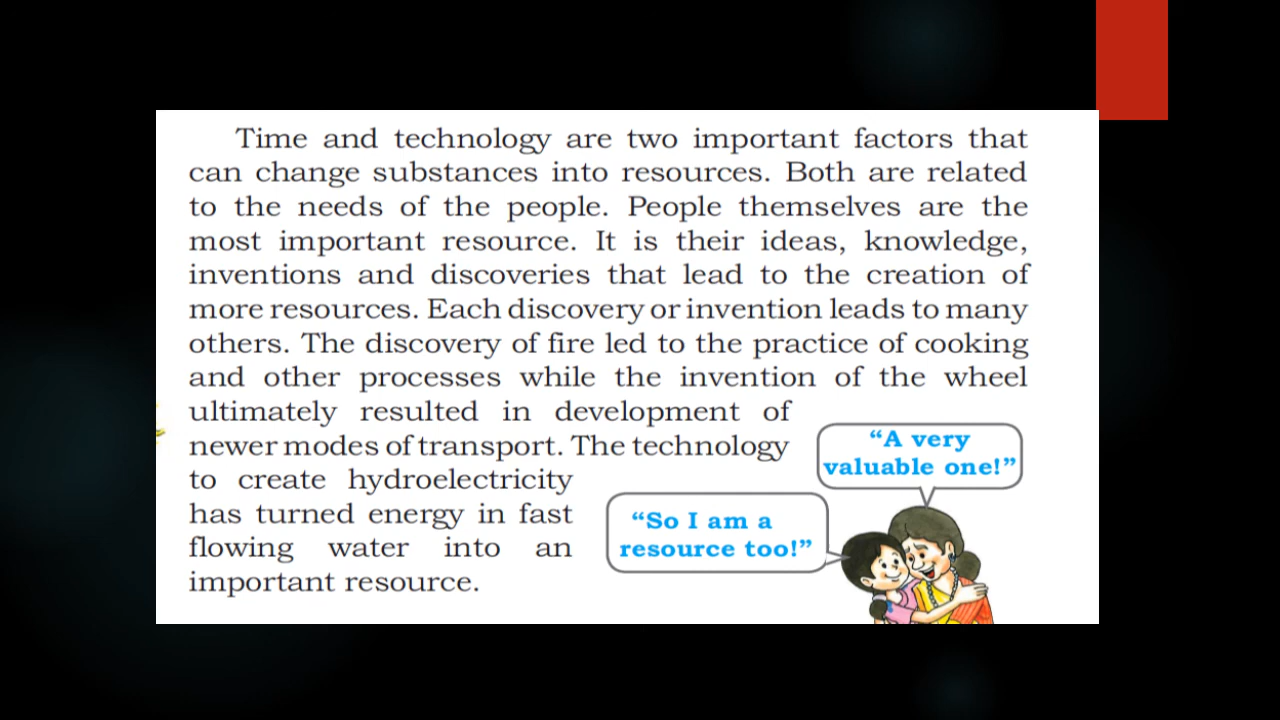 Time and technology are two important factors that
can change substances into resources. Both are related
to the needs of the people. People themselves are the
most important resource. It is their ideas, knowledge,
inventions and discoveries that lead to the creation of
more resources. Each discovery or invention leads to many
others. The discovery of fire led to the practice of cooking
and other processes while the invention of the wheel
ultimately resulted in development of
newer modes of transport. The technology
to create hydroelectricity
has turned energy in fast
flowing water into an
important resource.
“A very
valuable one!”
“So I am a
resource too!”